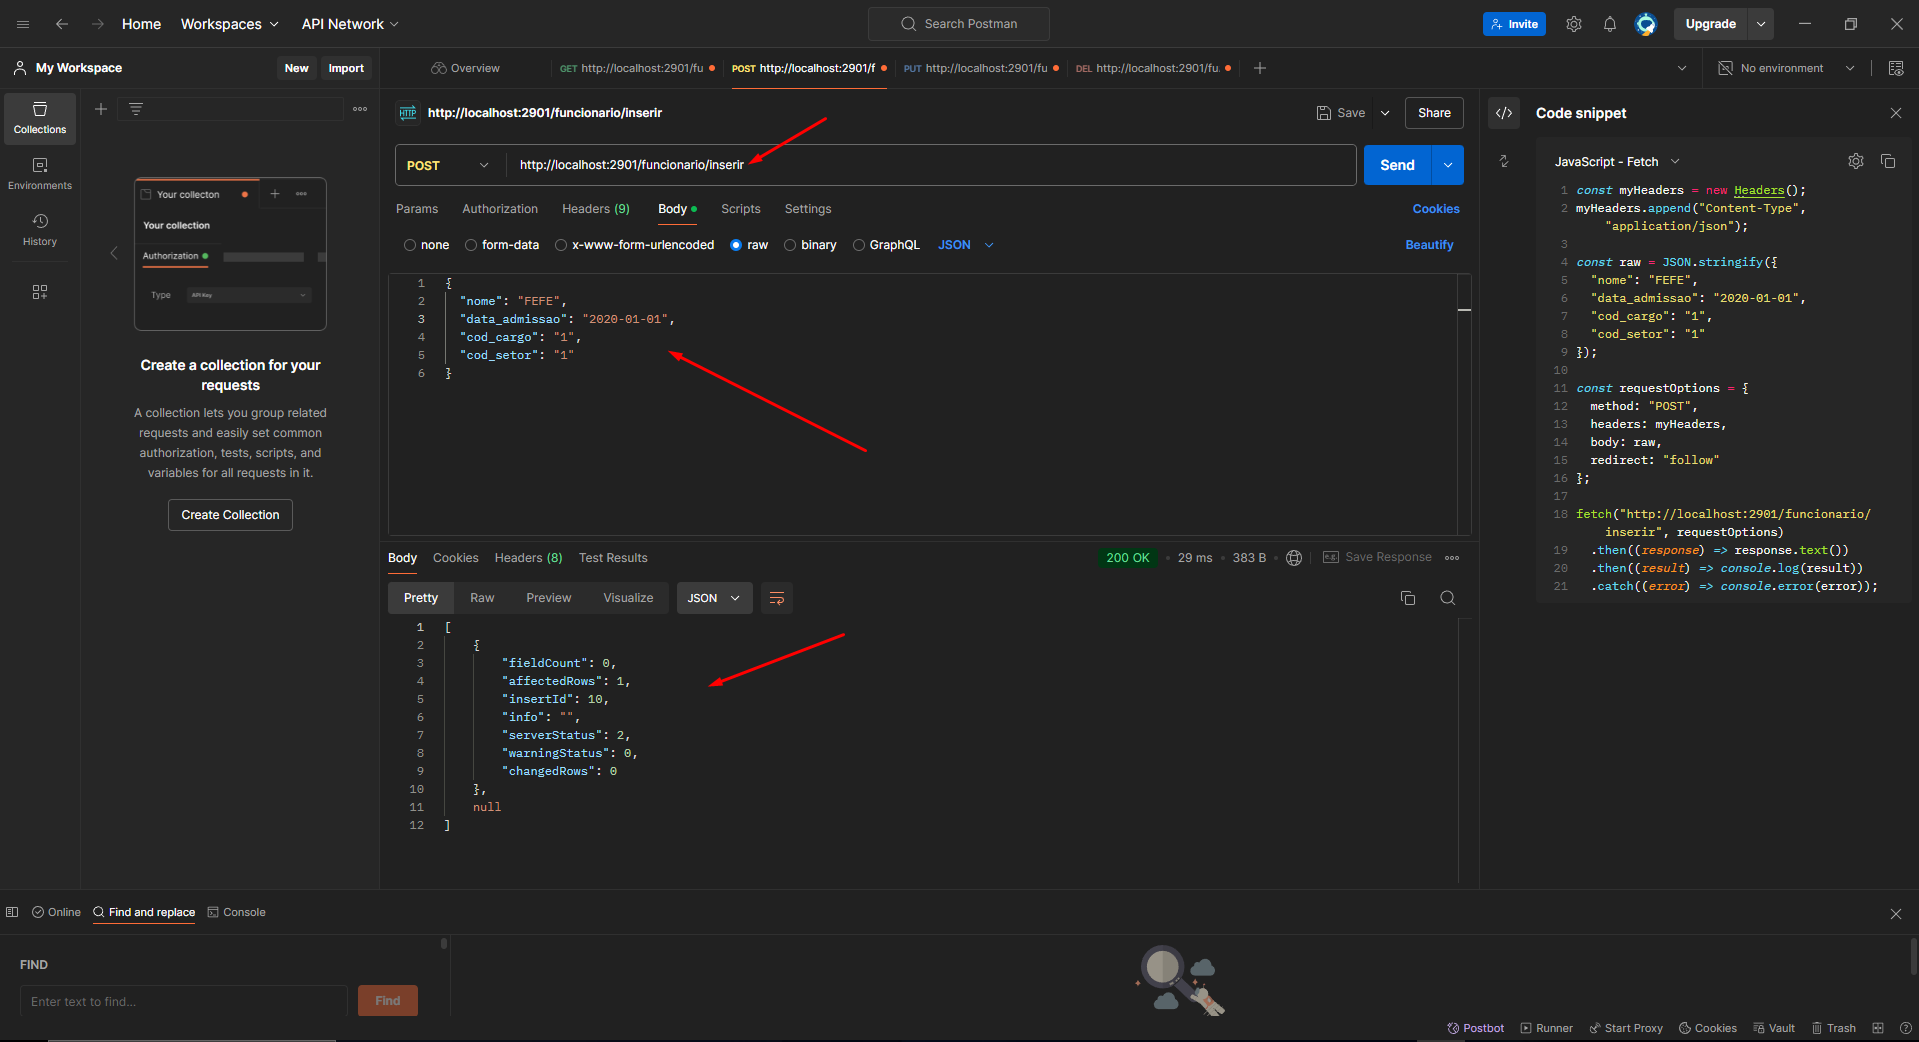 Home
Workspaces
API Network
Search Postman
Invite
Upgrade
My Workspace
New
Import
Overview
GET http://localhost:2901/fu
POST http://localhost:2901/f
PUT http://localhost:2901/fu
DEL http://localhost:2901/fu.
No environment
Collections
Environments
History
Your collecton
Your collection
Authorization
Type
API Key
Create a collection for your
requests
A collection lets you group related
requests and easily set common
authorization, tests, scripts, and
variables for all requests in it.
Create Collection
HTTP
http://localhost:2901/funcionario/inserir
Save
Share
POST
http://localhost:2901/funcionario/inserir
Send
Params
Authorization
Headers (9)
Body
Scripts
Settings
Cookies
none
form-data
x-www-form-urlencoded
raw
binary
GraphQL
JSON
Beautify
1 {
2 "nome": "FEFE",
3 "data_admissao": "2020-01-01",
4 "cod_cargo": "1",
5 "cod_setor": "1"
6 }
Body
Cookies
Headers (8)
Test Results
200 OK
29 ms
383 B
e.g.
Save Response
Pretty
Raw
Preview
Visualize
JSON
1 [
2 {
3 "fieldCount": 0,
4 "affectedRows": 1,
5 "insertId": 10,
6 "info": "",
7 "serverStatus": 2,
8 "warningStatus": 0,
9 "changedRows": 0
10 },
11 null
12 ]
Code snippet
</>
JavaScript - Fetch
1 const myHeaders = new Headers();
2 myHeaders.append("Content-Type",
"application/json");
3
4 const raw = JSON.stringify({
5 "nome": "FEFE",
6 "data_admissao": "2020-01-01",
7 "cod_cargo": "1",
8 "cod_setor": "1"
9 });
10
11 const requestOptions = {
12 method: "POST",
13 headers: myHeaders,
14 body: raw,
15 redirect: "follow"
16 };
17
18 fetch("http://localhost:2901/funcionario/
inserir", requestOptions)
19 .then((response) => response.text())
20 .then((result) => console.log(result))
21 .catch((error) => console.error(error));
Online
Find and replace
Console
FIND
Enter text to find...
Find
Postbot
Runner
Start Proxy
Cookies
Vault
Trash